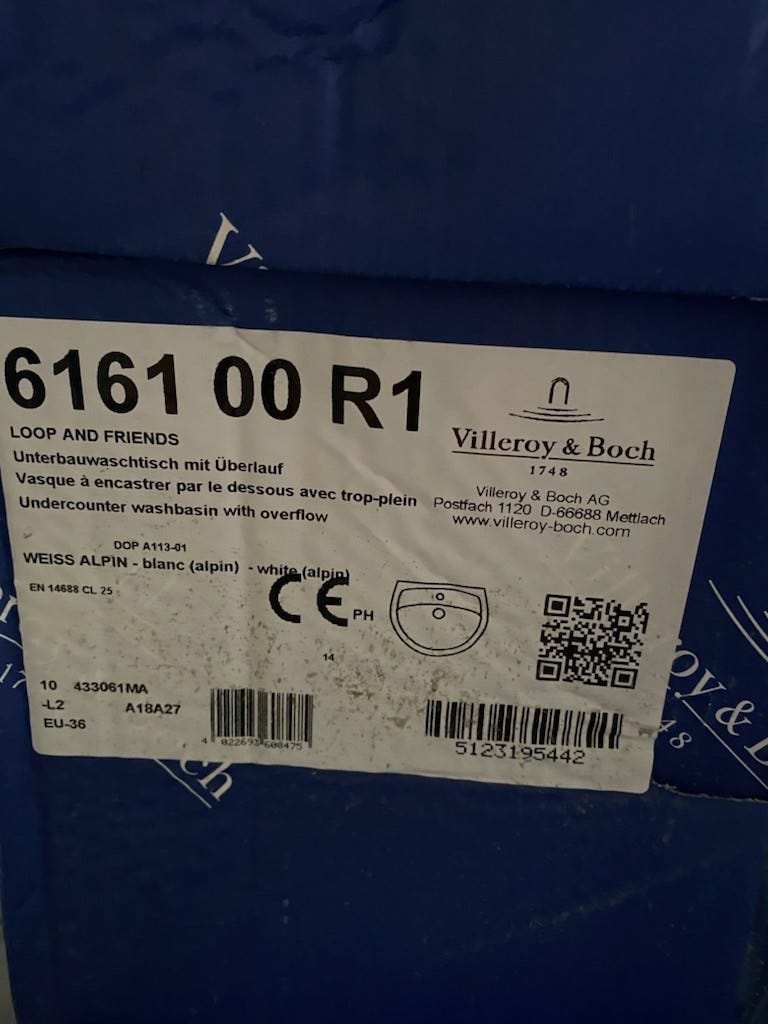 6161 00 R1
LOOP AND FRIENDS
Unterbauwaschtisch mit Überlauf
Vasque à encastrer par le dessous avec trop-plein
Undercounter washbasin with overflow
DOP A113-01
WEISS ALPIN - blanc (alpin) - white (alpin)
EN 14688 CL 25
CE PH
14
10 433061MA
-L2 A18A27
EU-36
4 022693 608475
Villeroy & Boch
1748
Villeroy & Boch AG
Postfach 1120 D-66688 Mettlach
www.villeroy-boch.com
5123195442